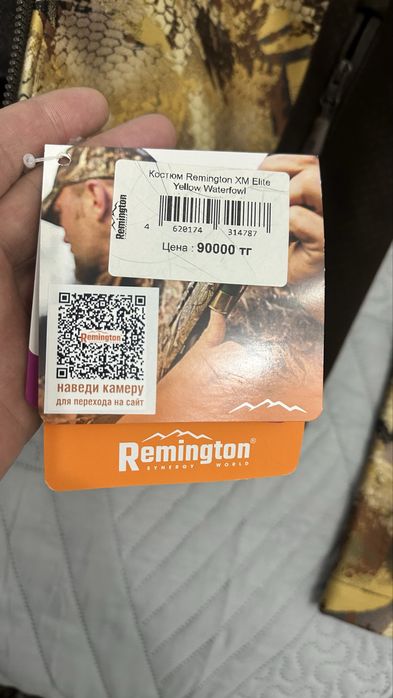 Костюм Remington XM Elite
Yellow Waterfowl
Remington
4 620174 314787
Цена : 90000 тг
Remington
наведи камеру
для перехода на сайт
Remington®
SYNERGY WORLD